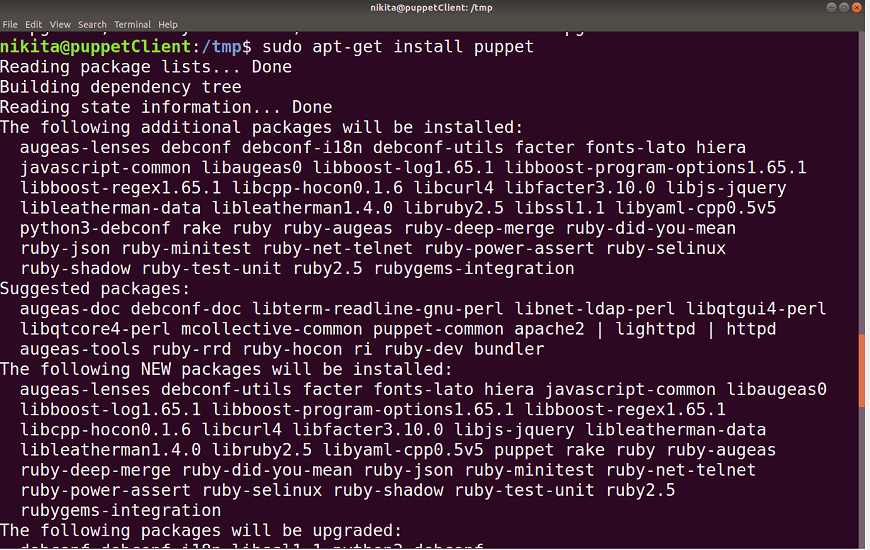 nikita@puppetClient: /tmp
File Edit View Search Terminal Help
nikita@puppetClient:/tmp$ sudo apt-get install puppet
Reading package lists... Done
Building dependency tree
Reading state information... Done
The following additional packages will be installed:
augeas-lenses debconf debconf-i18n debconf-utils facter fonts-lato hiera
javascript-common libaugeas0 libboost-log1.65.1 libboost-program-options1.65.1
libboost-regex1.65.1 libcpp-hocon0.1.6 libcurl4 libfacter3.10.0 libjs-jquery
libleatherman-data libleatherman1.4.0 libruby2.5 libssl1.1 libyaml-cpp0.5v5
python3-debconf rake ruby ruby-augeas ruby-deep-merge ruby-did-you-mean
ruby-json ruby-minitest ruby-net-telnet ruby-power-assert ruby-selinux
ruby-shadow ruby-test-unit ruby2.5 rubygems-integration
Suggested packages:
augeas-doc debconf-doc libterm-readline-gnu-perl libnet-ldap-perl libqtgui4-perl
libqtcore4-perl mcollective-common puppet-common apache2 | lighttpd | httpd
augeas-tools ruby-rrd ruby-hocon ri ruby-dev bundler
The following NEW packages will be installed:
augeas-lenses debconf-utils facter fonts-lato hiera javascript-common libaugeas0
libboost-log1.65.1 libboost-program-options1.65.1 libboost-regex1.65.1
libcpp-hocon0.1.6 libcurl4 libfacter3.10.0 libjs-jquery libleatherman-data
libleatherman1.4.0 libruby2.5 libyaml-cpp0.5v5 puppet rake ruby ruby-augeas
ruby-deep-merge ruby-did-you-mean ruby-json ruby-minitest ruby-net-telnet
ruby-power-assert ruby-selinux ruby-shadow ruby-test-unit ruby2.5
rubygems-integration
The following packages will be upgraded:
debconf debconf-i18n libssl1.1 python3-debconf